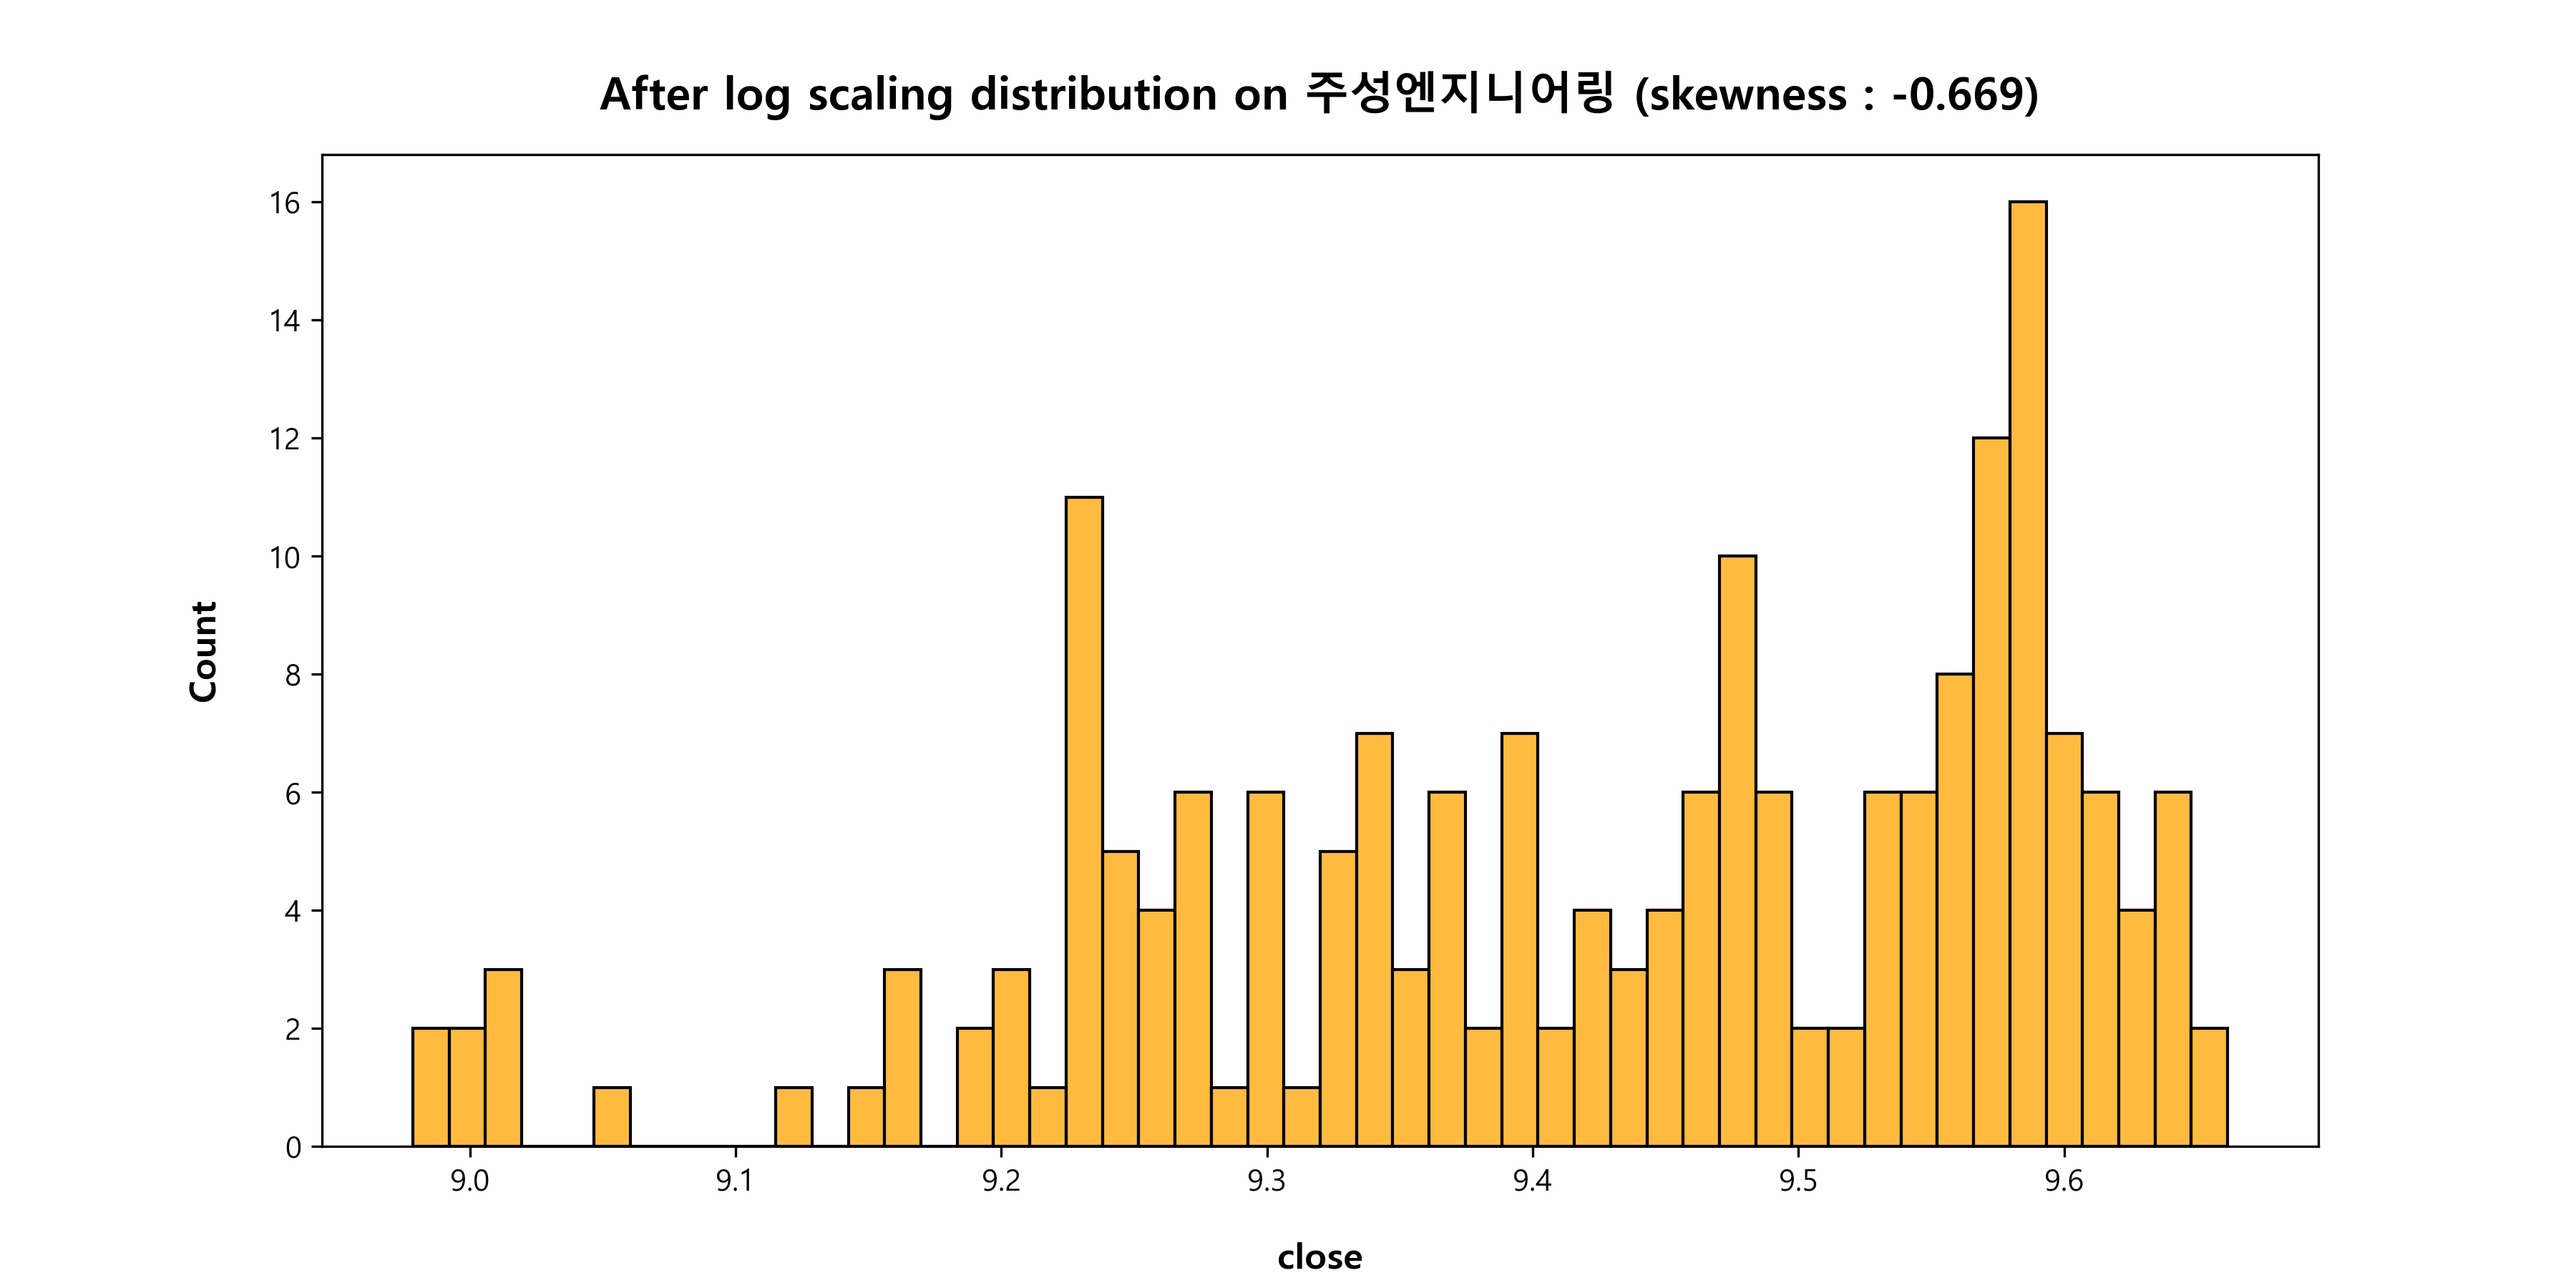 After log scaling distribution on 주성엔지니어링 (skewness : -0.669)
16
14
12
10
8
6
4
2
0
Count
9.0 9.1 9.2 9.3 9.4 9.5 9.6
close